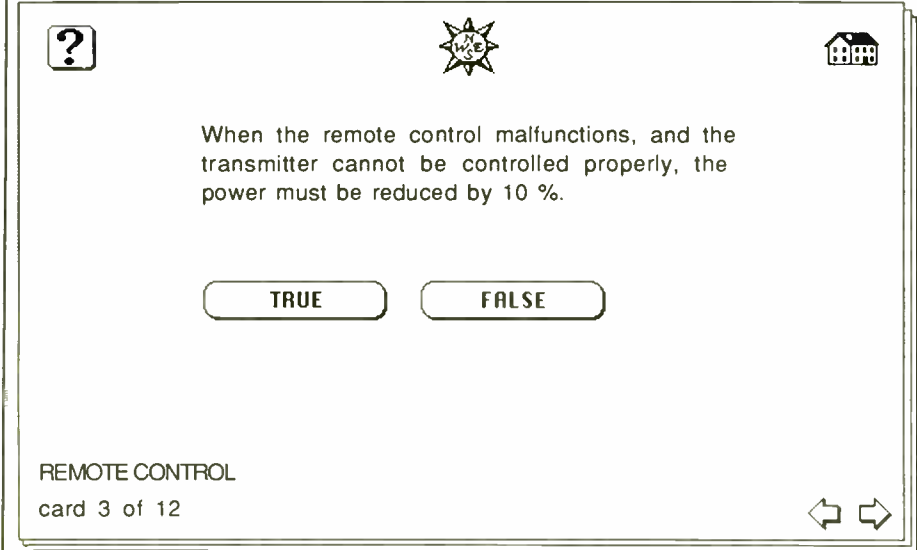 ?
N
W E
S
When the remote control malfunctions, and the
transmitter cannot be controlled properly, the
power must be reduced by 10 %.
TRUE FALSE
REMOTE CONTROL
card 3 of 12